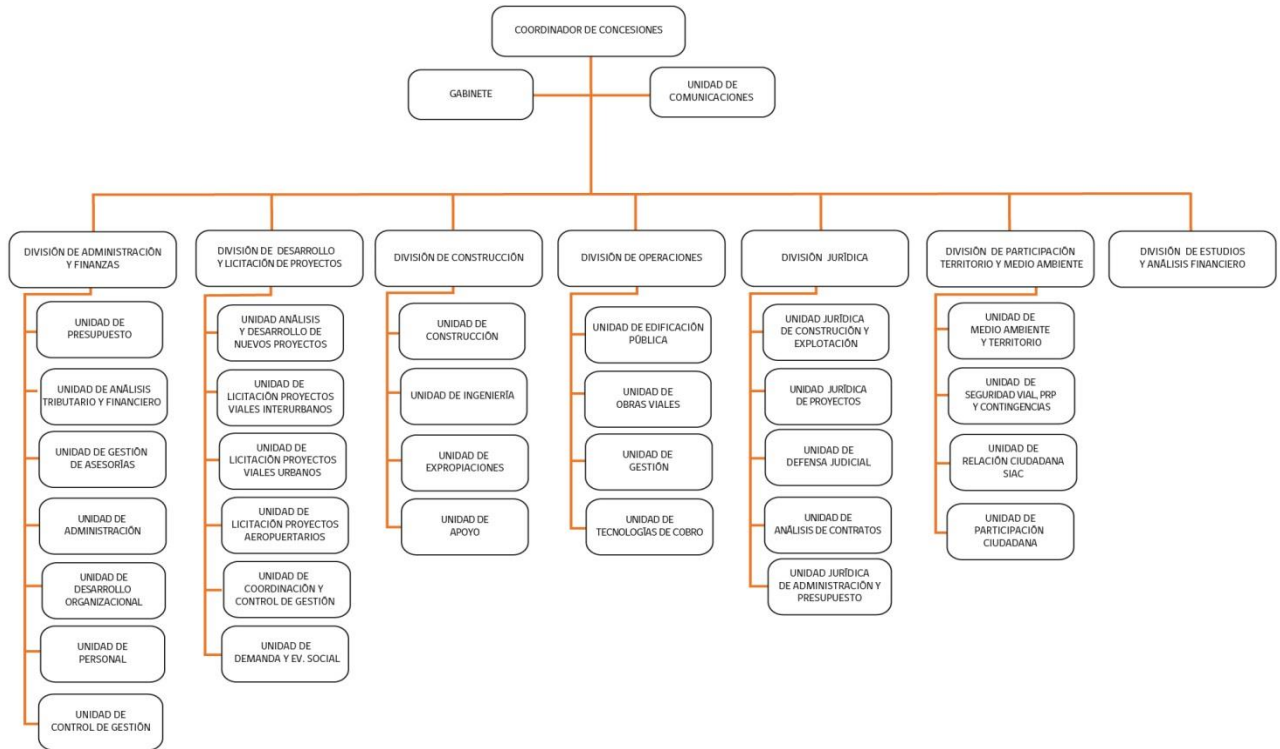 COORDINADOR DE CONCESIONES
GABINETE
UNIDAD DE
COMUNICACIONES
DIVISIÓN DE ADMINISTRACIÓN
Y FINANZAS
DIVISIÓN DE DESARROLLO
Y LICITACIÓN DE PROYECTOS
DIVISIÓN DE CONSTRUCCIÓN
DIVISIÓN DE OPERACIONES
DIVISIÓN JURÍDICA
DIVISIÓN DE PARTICIPACIÓN
TERRITORIO Y MEDIO AMBIENTE
DIVISIÓN DE ESTUDIOS
Y ANÁLISIS FINANCIERO
UNIDAD DE
PRESUPUESTO
UNIDAD DE ANÁLISIS
TRIBUTARIO Y FINANCIERO
UNIDAD DE GESTIÓN
DE ASESORÍAS
UNIDAD DE
ADMINISTRACIÓN
UNIDAD DE
DESARROLLO
ORGANIZACIONAL
UNIDAD DE
PERSONAL
UNIDAD DE
CONTROL DE GESTIÓN
UNIDAD ANÁLISIS
Y DESARROLLO DE
NUEVOS PROYECTOS
UNIDAD DE
LICITACIÓN PROYECTOS
VIALES INTERURBANOS
UNIDAD DE
LICITACIÓN PROYECTOS
VIALES URBANOS
UNIDAD DE
LICITACIÓN PROYECTOS
AEROPUERTARIOS
UNIDAD DE
COORDINACIÓN Y
CONTROL DE GESTIÓN
UNIDAD DE
DEMANDA Y EV. SOCIAL
UNIDAD DE
CONSTRUCCIÓN
UNIDAD DE INGENIERÍA
UNIDAD DE
EXPROPIACIONES
UNIDAD DE
APOYO
UNIDAD DE EDIFICACIÓN
PÚBLICA
UNIDAD DE
OBRAS VIALES
UNIDAD DE
GESTIÓN
UNIDAD DE
TECNOLOGÍAS DE COBRO
UNIDAD JURÍDICA
DE CONSTRUCIÓN Y
EXPLOTACIÓN
UNIDAD JURÍDICA
DE PROYECTOS
UNIDAD DE
DEFENSA JUDICIAL
UNIDAD DE
ANÁLISIS DE CONTRATOS
UNIDAD JURÍDICA
DE ADMINISTRACIÓN Y
PRESUPUESTO
UNIDAD DE
MEDIO AMBIENTE
Y TERRITORIO
UNIDAD DE
SEGURIDAD VIAL, PRP
Y CONTINGENCIAS
UNIDAD DE
RELACIÓN CIUDADANA
SIAC
UNIDAD DE
PARTICIPACIÓN
CIUDADANA